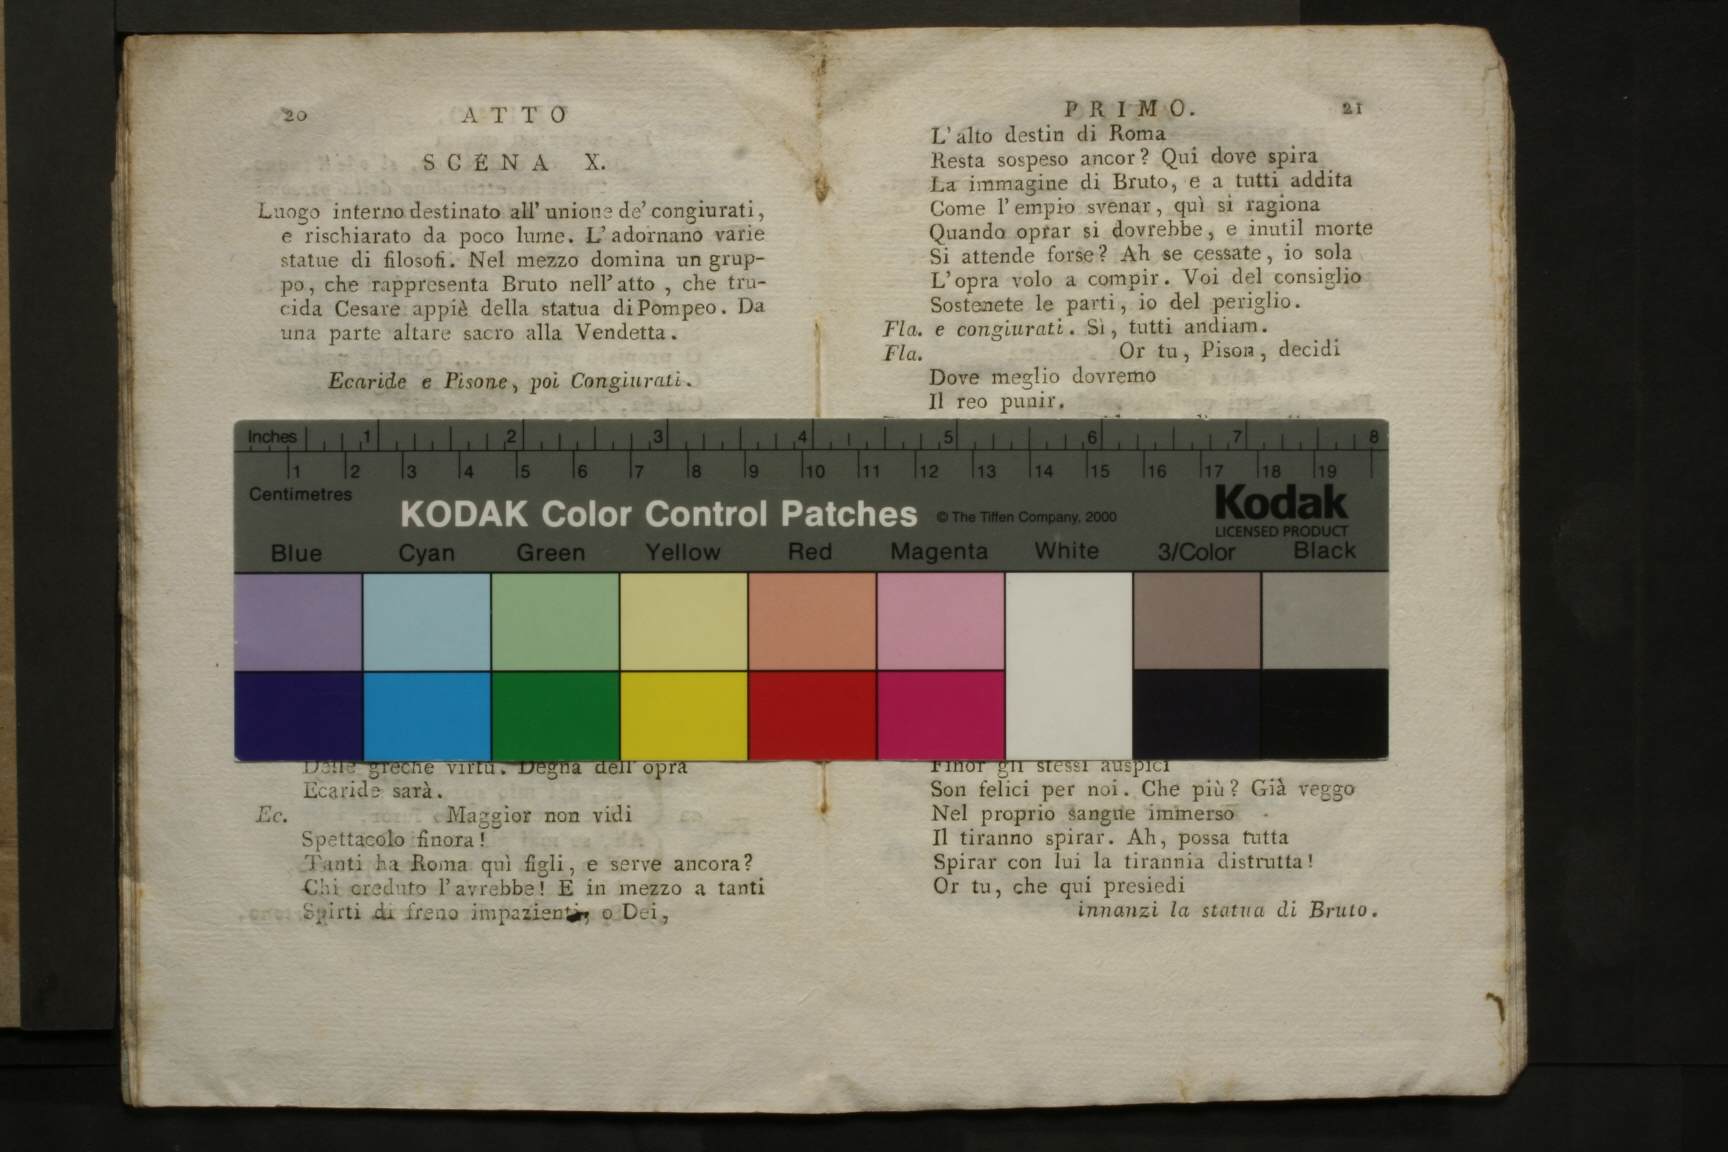 20 ATTO
SCENA X.
Luogo interno destinato all' unione de' congiurati,
e rischiarato da poco lume. L' adornano varie
statue di filosofi. Nel mezzo domina un grup-
po, che rappresenta Bruto nell' atto, che tru-
cida Cesare appiè della statua di Pompeo. Da
una parte altare sacro alla Vendetta.
Ecaride e Pisone, poi Congiurati.
Delle greche virtù. Degna dell' opra
Ecaride sarà.
Ec. Maggior non vidi
Spettacolo finora!
Tanti ha Roma quì figli, e serve ancora?
Chi creduto l' avrebbe! E in mezzo a tanti
Spirti di freno impazienti, o Dei,
PRIMO. 21
L' alto destin di Roma
Resta sospeso ancor? Qui dove spira
La immagine di Bruto, e a tutti addita
Come l' empio svenar, quì si ragiona
Quando oprar si dovrebbe, e inutil morte
Si attende forse? Ah se cessate, io sola
L' opra volo a compir. Voi del consiglio
Sostenete le parti, io del periglio.
Fla. e congiurati. Sì, tutti andiam.
Fla. Or tu, Pison, decidi
Dove meglio dovremo
Il reo punir.
Finor gli stessi auspicj
Son felici per noi. Che più? Già veggo
Nel proprio sangue immerso
Il tiranno spirar. Ah, possa tutta
Spirar con lui la tirannia distrutta!
Or tu, che qui presiedi
innanzi la statua di Bruto.
Inches 1 2 3 4 5 6 7 8
1 2 3 4 5 6 7 8 9 10 11 12 13 14 15 16 17 18 19
Centimetres
KODAK Color Control Patches © The Tiffen Company, 2000 Kodak
LICENSED PRODUCT
Blue Cyan Green Yellow Red Magenta White 3/Color Black